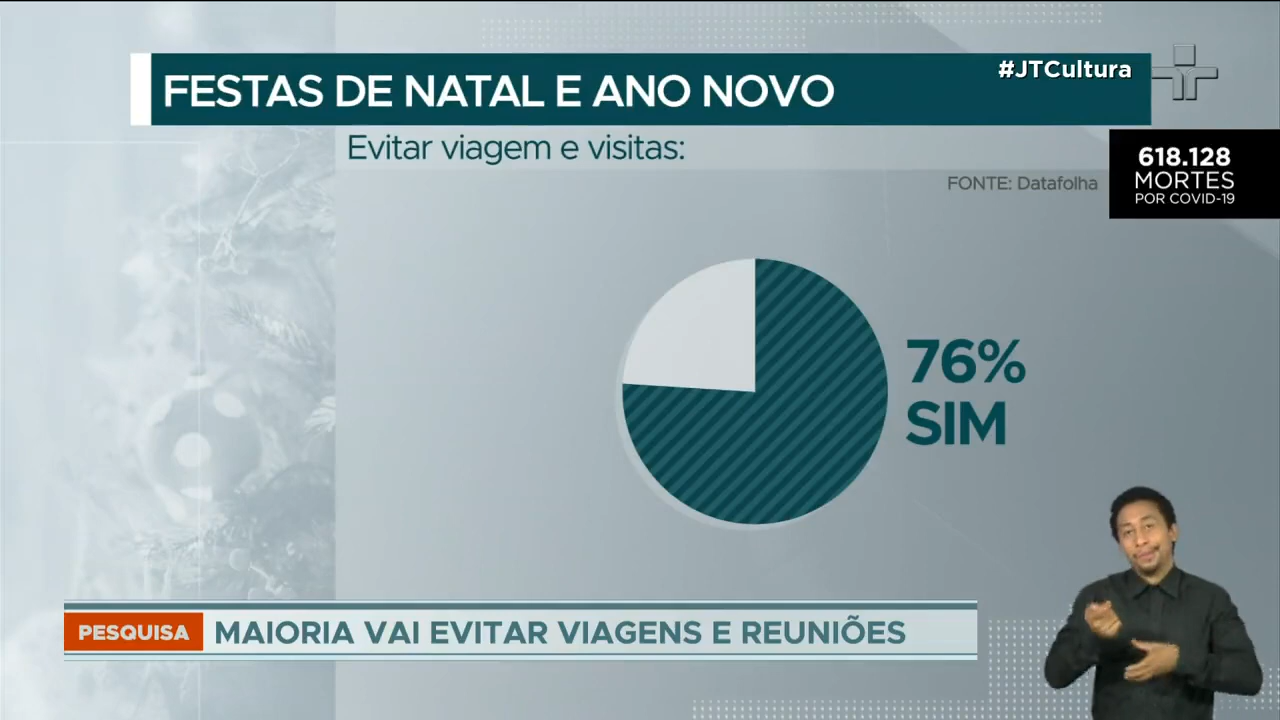 FESTAS DE NATAL E ANO NOVO
#JTCultura
Evitar viagem e visitas:
618.128
MORTES
POR COVID-19
FONTE: Datafolha
76%
SIM
PESQUISA
MAIORIA VAI EVITAR VIAGENS E REUNIÕES